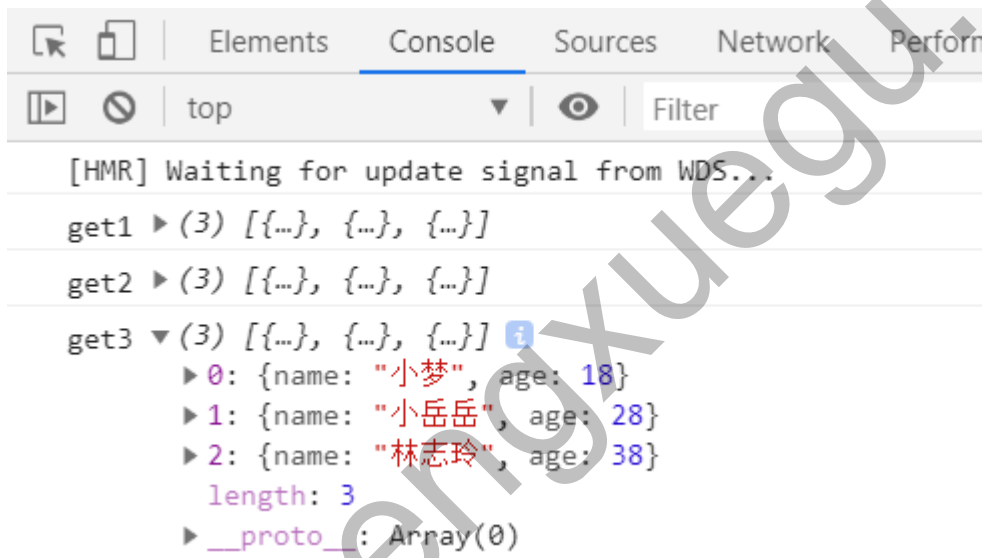 Elements Console Sources Network Perform
top Filter
[HMR] Waiting for update signal from WDS...
get1 (3) [{…}, {…}, {…}]
get2 (3) [{…}, {…}, {…}]
get3 (3) [{…}, {…}, {…}] i
0: {name: "小梦", age: 18}
1: {name: "小岳岳", age: 28}
2: {name: "林志玲", age: 38}
length: 3
__proto__: Array(0)
engxuegu.